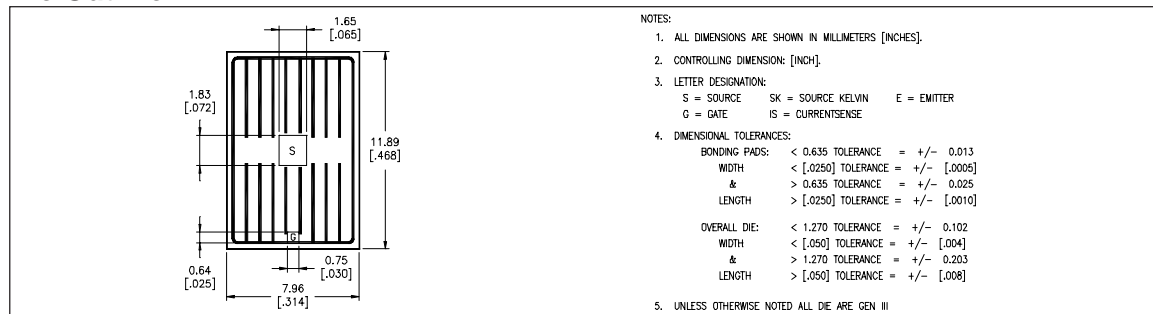 1.65
[.065]
1.83
[.072]
S
11.89
[.468]
G
0.64
[.025]
0.75
[.030]
7.96
[.314]
NOTES:
1. ALL DIMENSIONS ARE SHOWN IN MILLIMETERS [INCHES].
2. CONTROLLING DIMENSION: [INCH].
3. LETTER DESIGNATION:
S = SOURCE SK = SOURCE KELVIN E = EMITTER
G = GATE IS = CURRENTSENSE
4. DIMENSIONAL TOLERANCES:
BONDING PADS: < 0.635 TOLERANCE = +/- 0.013
WIDTH < [.0250] TOLERANCE = +/- [.0005]
& > 0.635 TOLERANCE = +/- 0.025
LENGTH > [.0250] TOLERANCE = +/- [.0010]
OVERALL DIE: < 1.270 TOLERANCE = +/- 0.102
WIDTH < [.050] TOLERANCE = +/- [.004]
& > 1.270 TOLERANCE = +/- 0.203
LENGTH > [.050] TOLERANCE = +/- [.008]
5. UNLESS OTHERWISE NOTED ALL DIE ARE GEN III